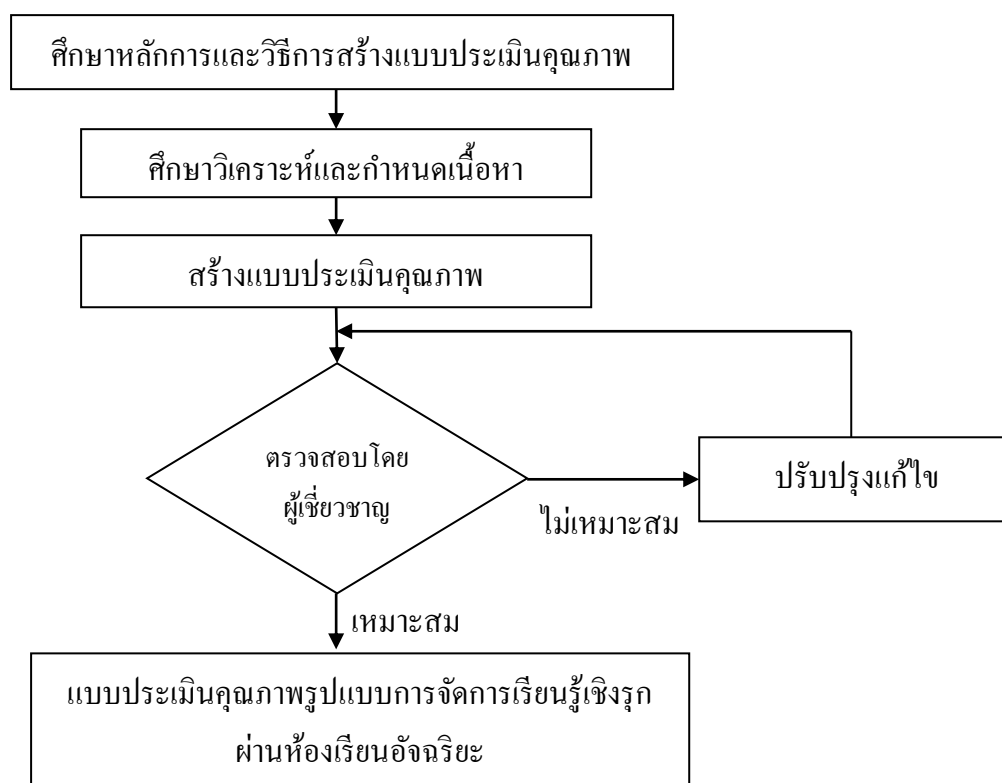 ศึกษาหลักการและวิธีการสร้างแบบประเมินคุณภาพ
ศึกษาวิเคราะห์และกำหนดเนื้อหา
สร้างแบบประเมินคุณภาพ
ตรวจสอบโดย
ผู้เชี่ยวชาญ
ปรับปรุงแก้ไข
ไม่เหมาะสม
เหมาะสม
แบบประเมินคุณภาพรูปแบบการจัดการเรียนรู้เชิงรุก
ผ่านห้องเรียนอัจฉริยะ